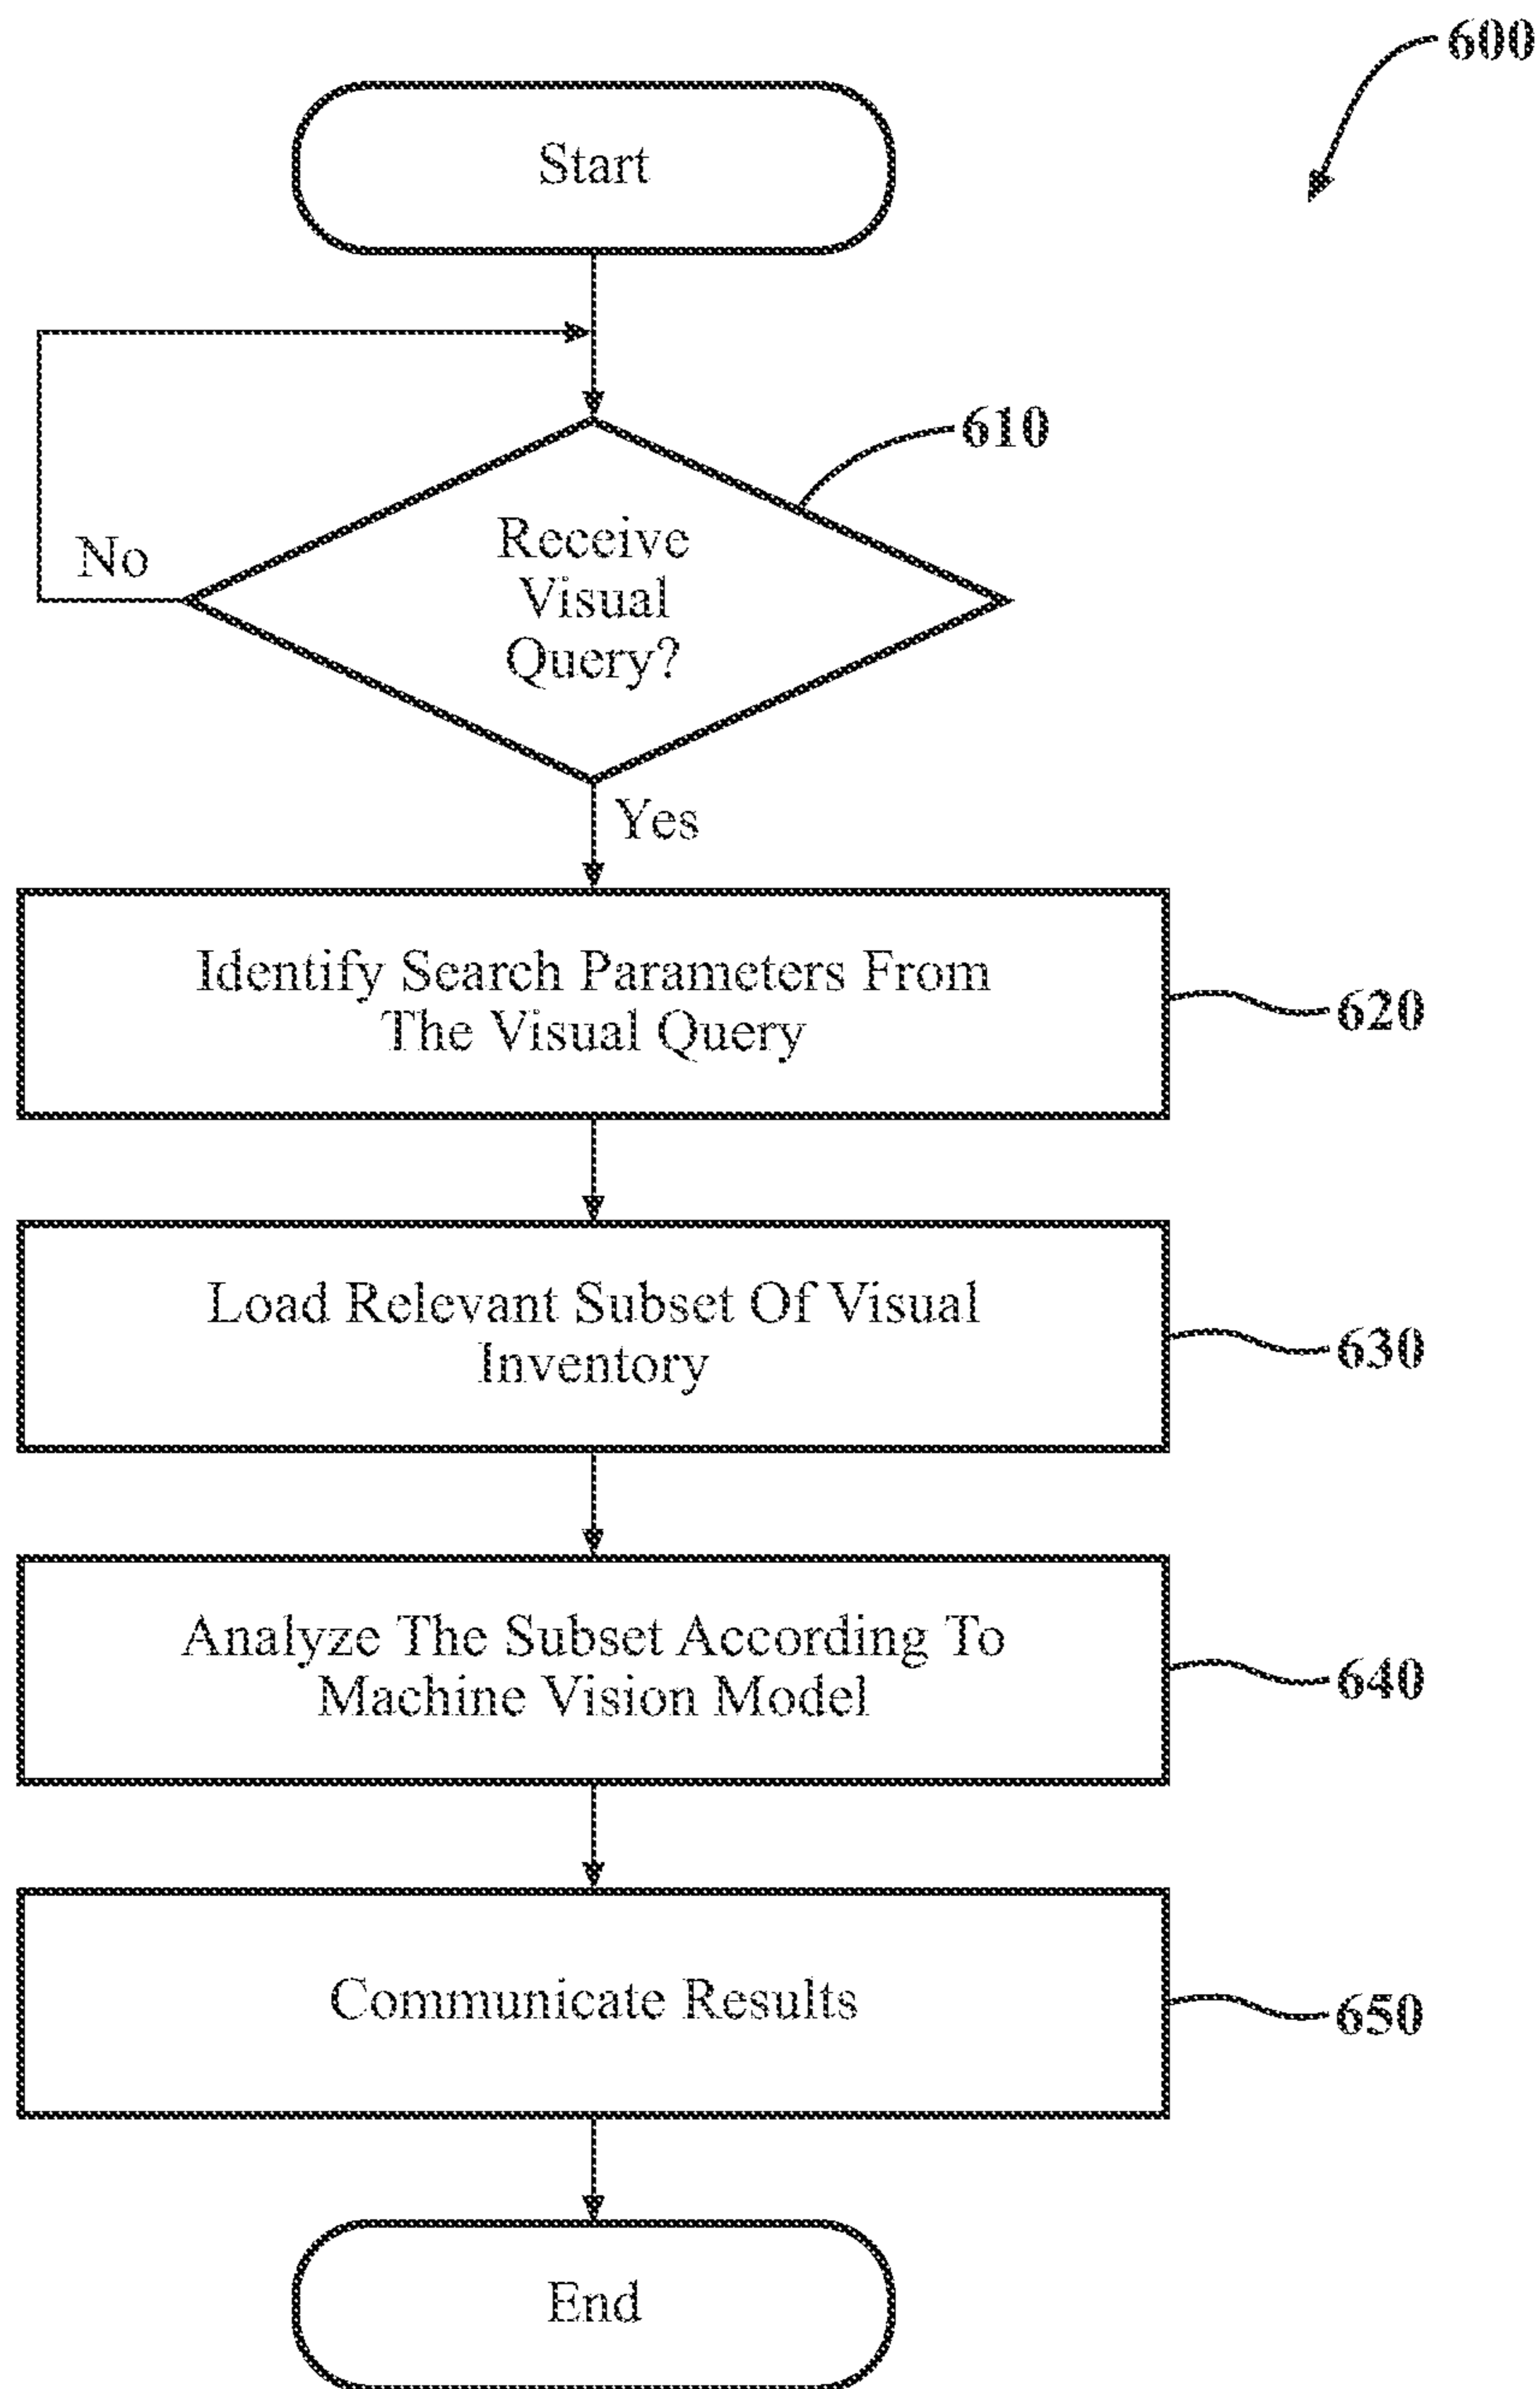 600
Start
610
Receive
Visual
Query?
No
Yes
Identify Search Parameters From
The Visual Query
620
Load Relevant Subset Of Visual
Inventory
630
Analyze The Subset According To
Machine Vision Model
640
Communicate Results
650
End